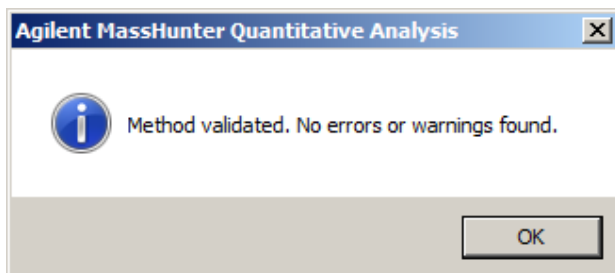 Agilent MassHunter Quantitative Analysis
Method validated. No errors or warnings found.
OK